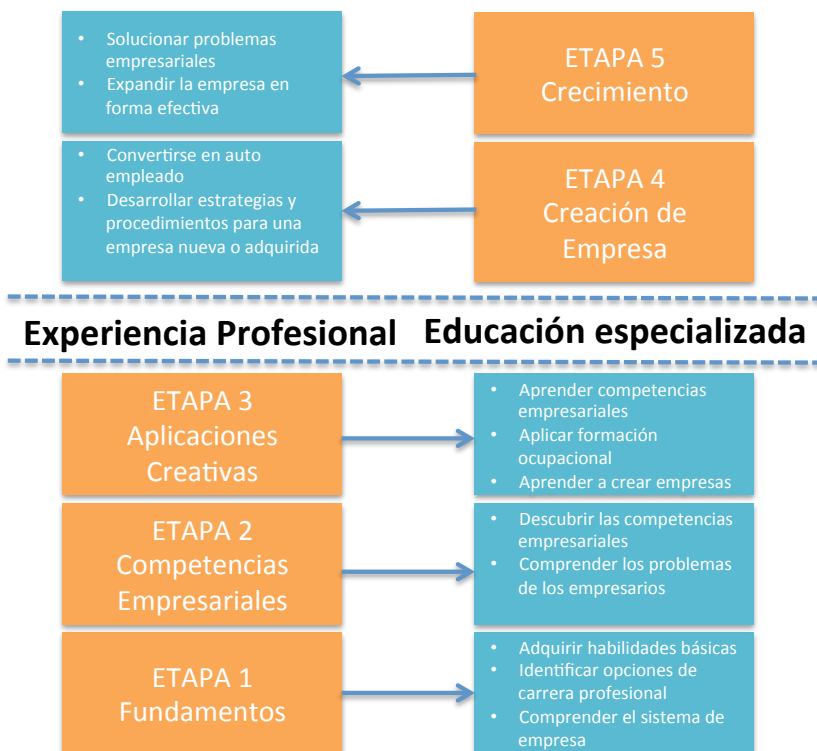 • Solucionar problemas
empresariales
• Expandir la empresa en
forma efectiva
ETAPA 5
Crecimiento
• Convertirse en auto
empleado
• Desarrollar estrategias y
procedimientos para una
empresa nueva o adquirida
ETAPA 4
Creación de
Empresa
Experiencia Profesional
Educación especializada
ETAPA 3
Aplicaciones
Creativas
• Aprender competencias
empresariales
• Aplicar formación
ocupacional
• Aprender a crear empresas
ETAPA 2
Competencias
Empresariales
• Descubrir las competencias
empresariales
• Comprender los problemas
de los empresarios
ETAPA 1
Fundamentos
• Adquirir habilidades básicas
• Identificar opciones de
carrera profesional
• Comprender el sistema de
empresa